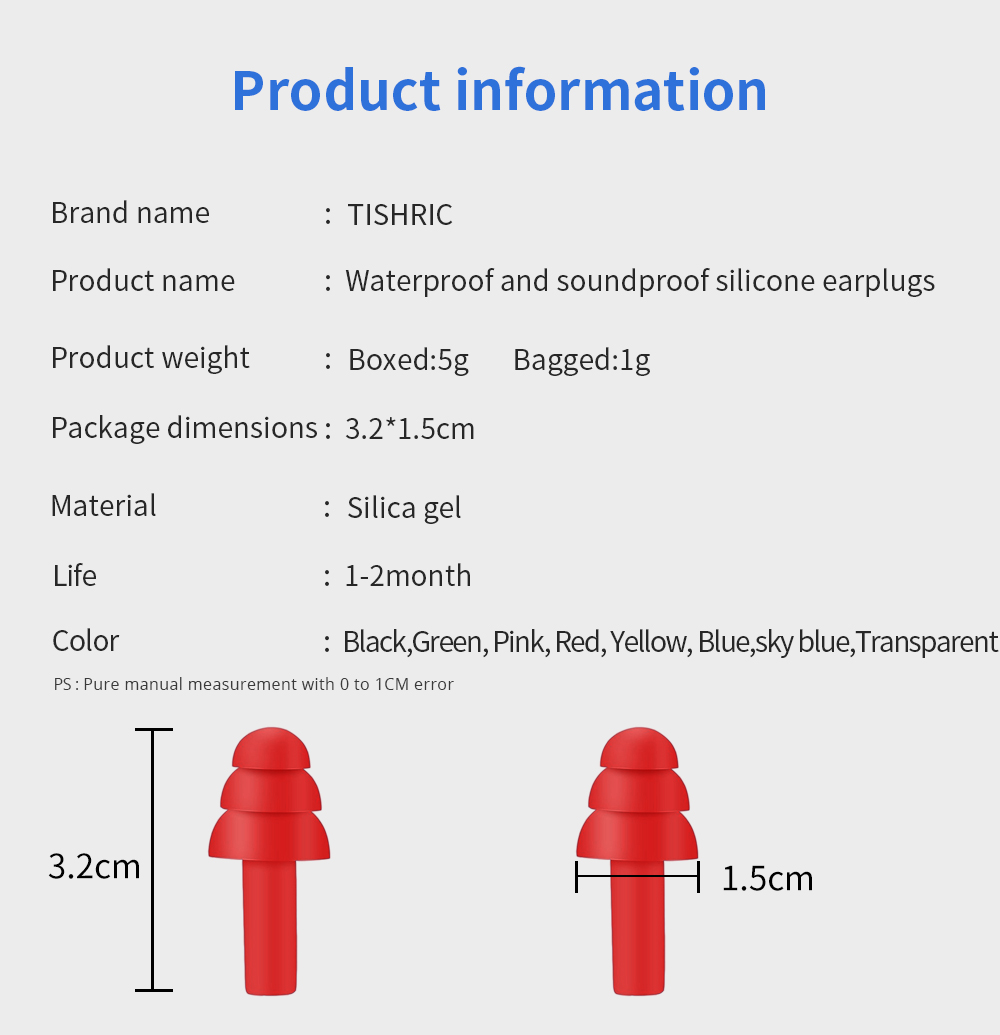 Product information
Brand name : TISHRIC
Product name : Waterproof and soundproof silicone earplugs
Product weight : Boxed:5g Bagged:1g
Package dimensions : 3.2*1.5cm
Material : Silica gel
Life : 1-2month
Color : Black,Green, Pink, Red, Yellow, Blue,sky blue,Transparent
PS : Pure manual measurement with 0 to 1CM error
3.2cm
1.5cm